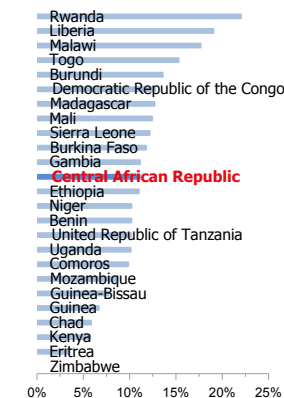 Rwanda
Liberia
Malawi
Togo
Burundi
Democratic Republic of the Congo
Madagascar
Mali
Sierra Leone
Burkina Faso
Gambia
Central African Republic
Ethiopia
Niger
Benin
United Republic of Tanzania
Uganda
Comoros
Mozambique
Guinea-Bissau
Guinea
Chad
Kenya
Eritrea
Zimbabwe
0% 5% 10% 15% 20% 25%